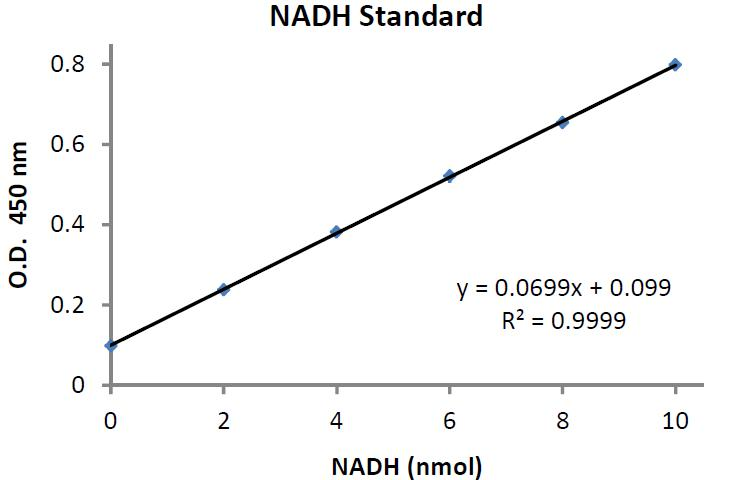 NADH Standard
0.8
0.6
0.4
0.2
0
O.D.  450 nm
y = 0.0699x + 0.099
R² = 0.9999
0 2 4 6 8 10
NADH (nmol)